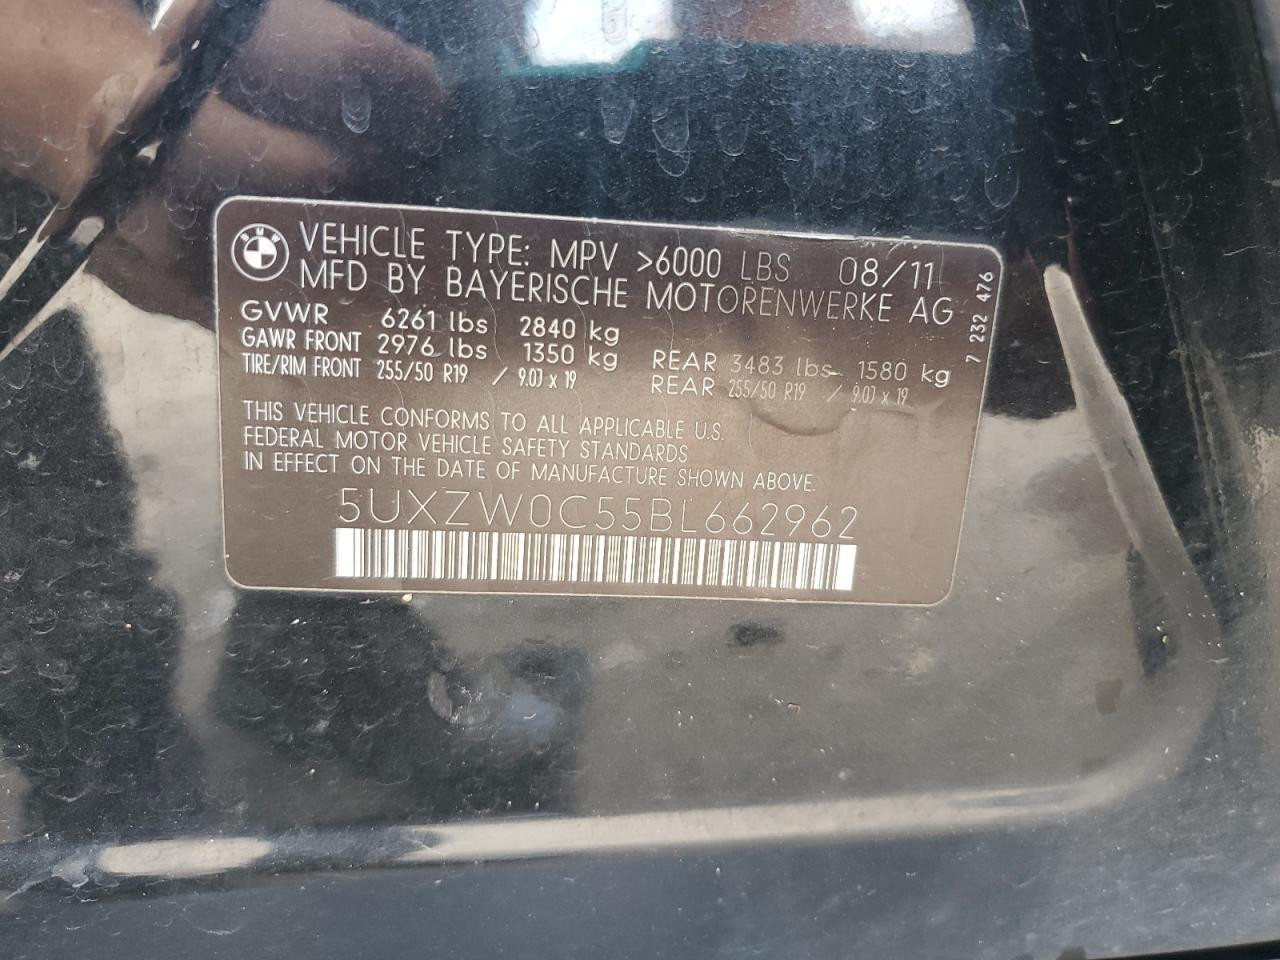 BMW VEHICLE TYPE: MPV >6000 LBS 08/11
MFD BY BAYERISCHE MOTORENWERKE AG
7 232 476
GVWR 6261 lbs 2840 kg
GAWR FRONT 2976 lbs 1350 kg REAR 3483 lbs 1580 kg
TIRE/RIM FRONT 255/50 R19 / 9.0J x 19 REAR 255/50 R19 / 9.0J x 19
THIS VEHICLE CONFORMS TO ALL APPLICABLE U.S.
FEDERAL MOTOR VEHICLE SAFETY STANDARDS
IN EFFECT ON THE DATE OF MANUFACTURE SHOWN ABOVE.
5UXZW0C55BL662962